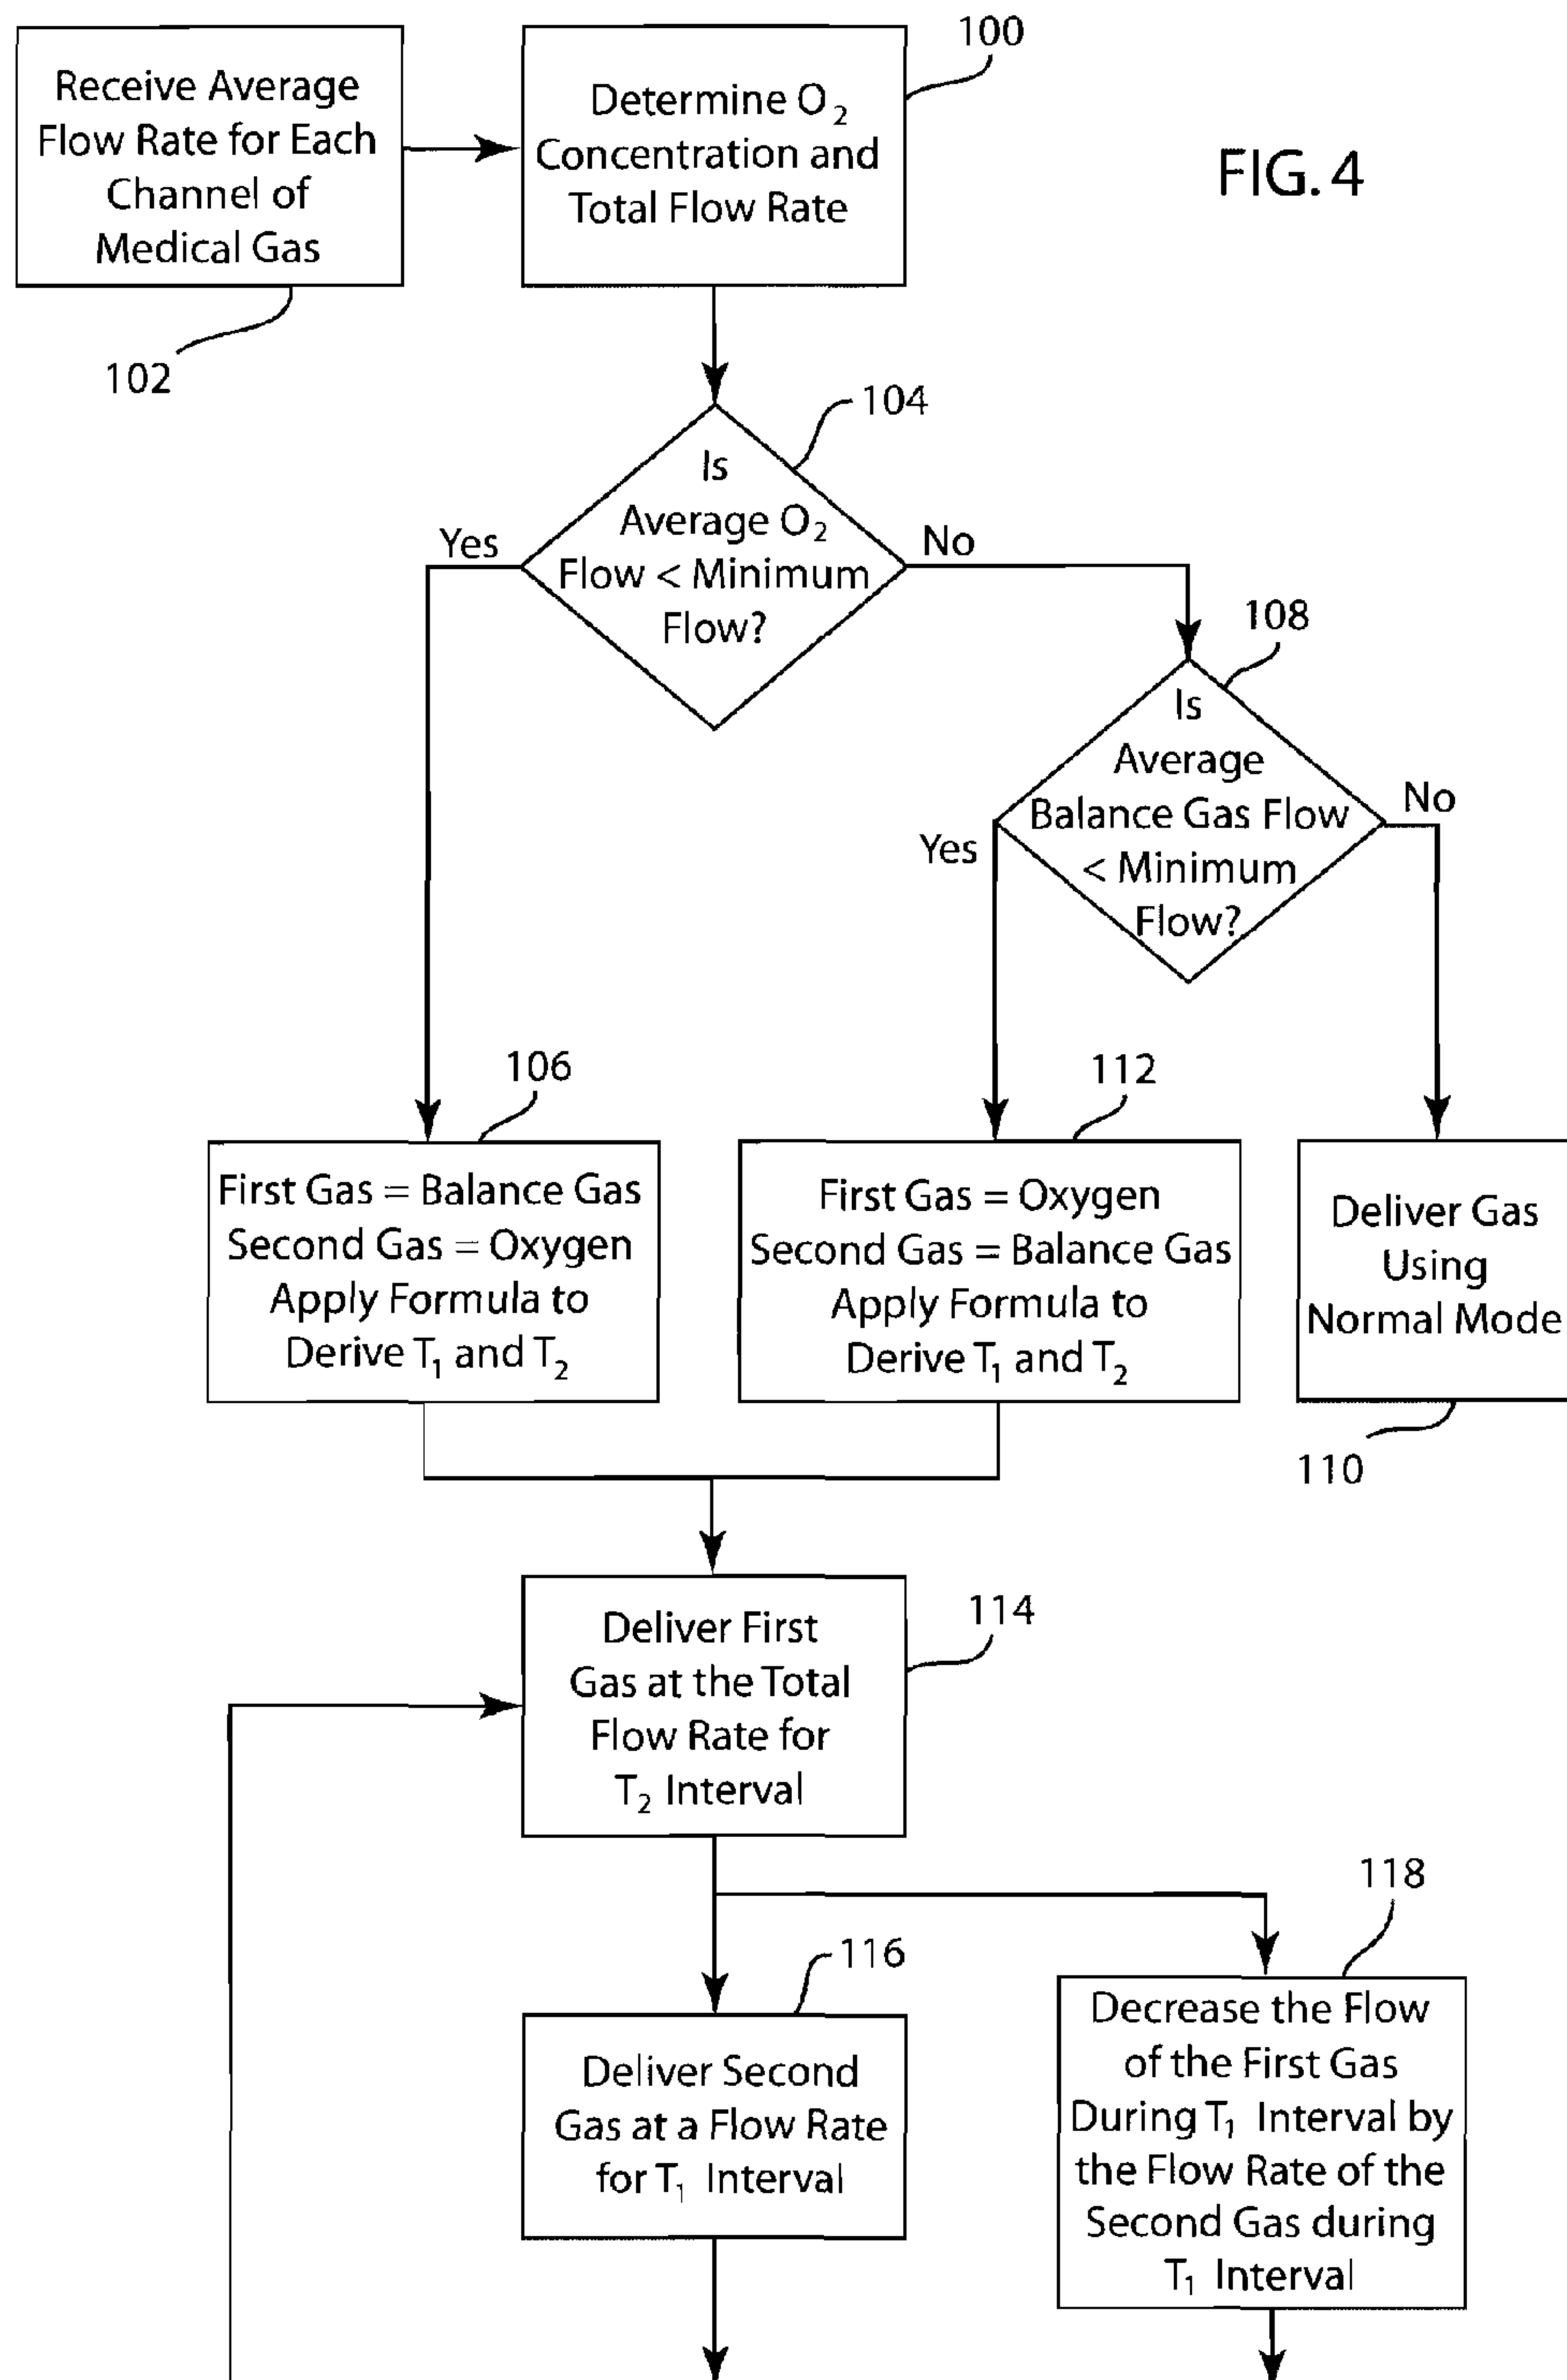 100
Receive Average
Flow Rate for Each
Channel of
Medical Gas
102
Determine O₂
Concentration and
Total Flow Rate
FIG. 4
104
Is
Average O₂
Flow < Minimum
Flow?
Yes
No
108
Is
Average
Balance Gas Flow
< Minimum
Flow?
Yes
No
106
First Gas = Balance Gas
Second Gas = Oxygen
Apply Formula to
Derive T₁ and T₂
112
First Gas = Oxygen
Second Gas = Balance Gas
Apply Formula to
Derive T₁ and T₂
Deliver Gas
Using
Normal Mode
110
114
Deliver First
Gas at the Total
Flow Rate for
T₂ Interval
116
Deliver Second
Gas at a Flow Rate
for T₁ Interval
118
Decrease the Flow
of the First Gas
During T₁ Interval by
the Flow Rate of the
Second Gas during
T₁ Interval